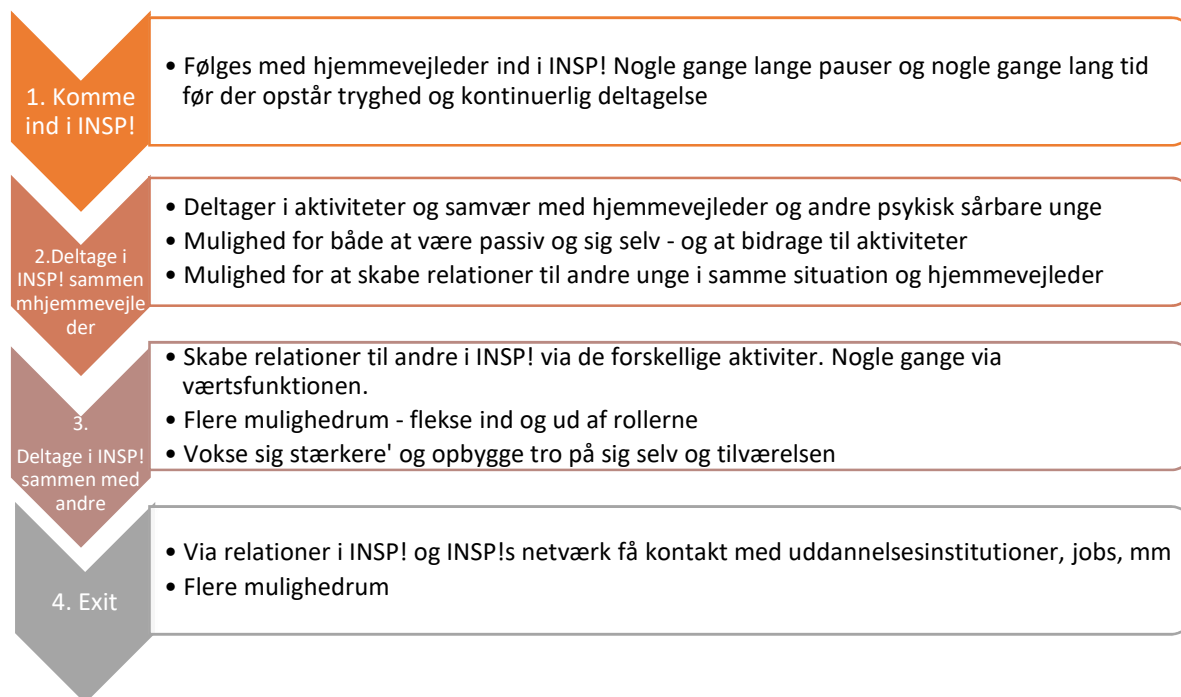 1. Komme
ind i INSP!
• Følges med hjemmevejleder ind i INSP! Nogle gange lange pauser og nogle gange lang tid
før der opstår tryghed og kontinuerlig deltagelse
2.Deltage i
INSP! sammen
mhjemmevejle
der
• Deltager i aktiviteter og samvær med hjemmevejleder og andre psykisk sårbare unge
• Mulighed for både at være passiv og sig selv - og at bidrage til aktiviteter
• Mulighed for at skabe relationer til andre unge i samme situation og hjemmevejleder
3.
Deltage i INSP!
sammen med
andre
• Skabe relationer til andre i INSP! via de forskellige aktiviter. Nogle gange via
værtsfunktionen.
• Flere mulighedrum - flekse ind og ud af rollerne
• Vokse sig stærkere' og opbygge tro på sig selv og tilværelsen
4. Exit
• Via relationer i INSP! og INSP!s netværk få kontakt med uddannelsesinstitutioner, jobs, mm
• Flere mulighedrum